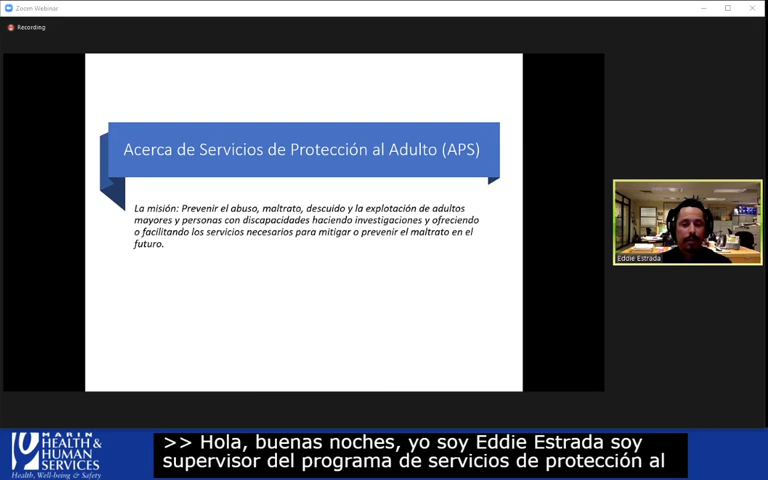 Zoom Webinar
Recording
Acerca de Servicios de Protección al Adulto (APS)
La misión: Prevenir el abuso, maltrato, descuido y la explotación de adultos
mayores y personas con discapacidades haciendo investigaciones y ofreciendo
o facilitando los servicios necesarios para mitigar o prevenir el maltrato en el
futuro.
Eddie Estrada
MARIN
HEALTH &
HUMAN
SERVICES
Health, Well-being & Safety
>> Hola, buenas noches, yo soy Eddie Estrada soy
supervisor del programa de servicios de protección al